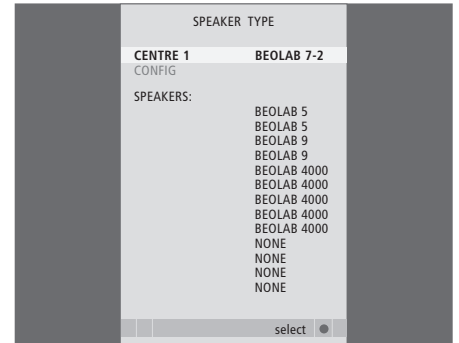 SPEAKER TYPE
CENTRE 1 BEOLAB 7-2
CONFIG
SPEAKERS:
BEOLAB 5
BEOLAB 5
BEOLAB 9
BEOLAB 9
BEOLAB 4000
BEOLAB 4000
BEOLAB 4000
BEOLAB 4000
BEOLAB 4000
NONE
NONE
NONE
NONE
select